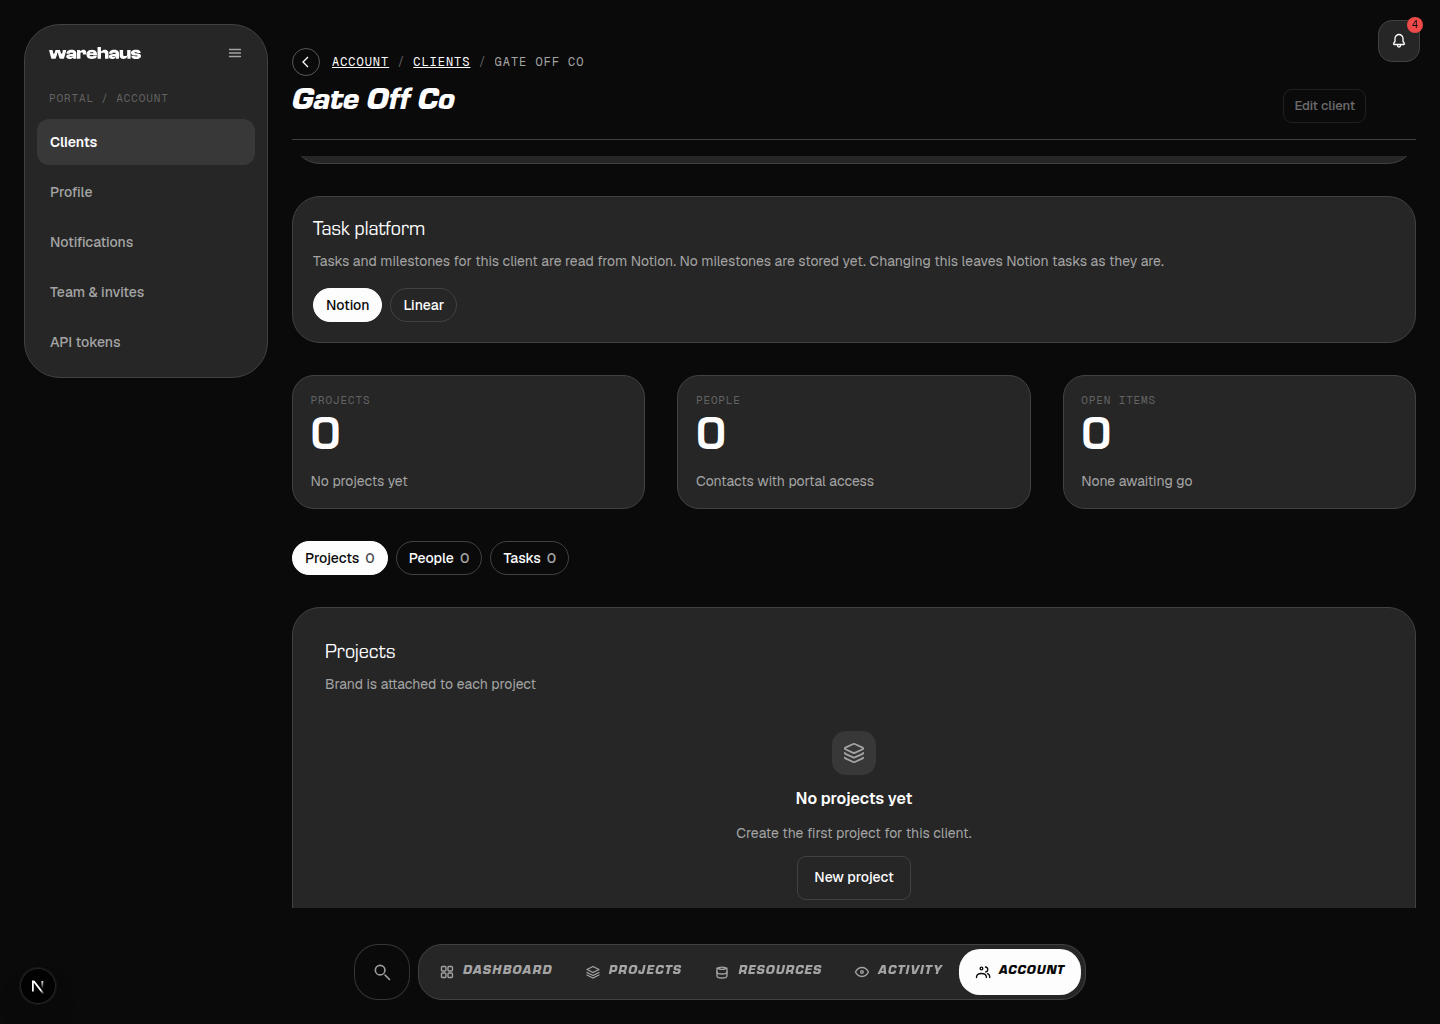 warehaus
PORTAL / ACCOUNT
Clients
Profile
Notifications
Team & invites
API tokens
4
ACCOUNT / CLIENTS / GATE OFF CO
Gate Off Co
Edit client
Task platform
Tasks and milestones for this client are read from Notion. No milestones are stored yet. Changing this leaves Notion tasks as they are.
Notion Linear
PROJECTS
0
No projects yet
PEOPLE
0
Contacts with portal access
OPEN ITEMS
0
None awaiting go
Projects 0 People 0 Tasks 0
Projects
Brand is attached to each project
No projects yet
Create the first project for this client.
New project
DASHBOARD PROJECTS RESOURCES ACTIVITY ACCOUNT
N